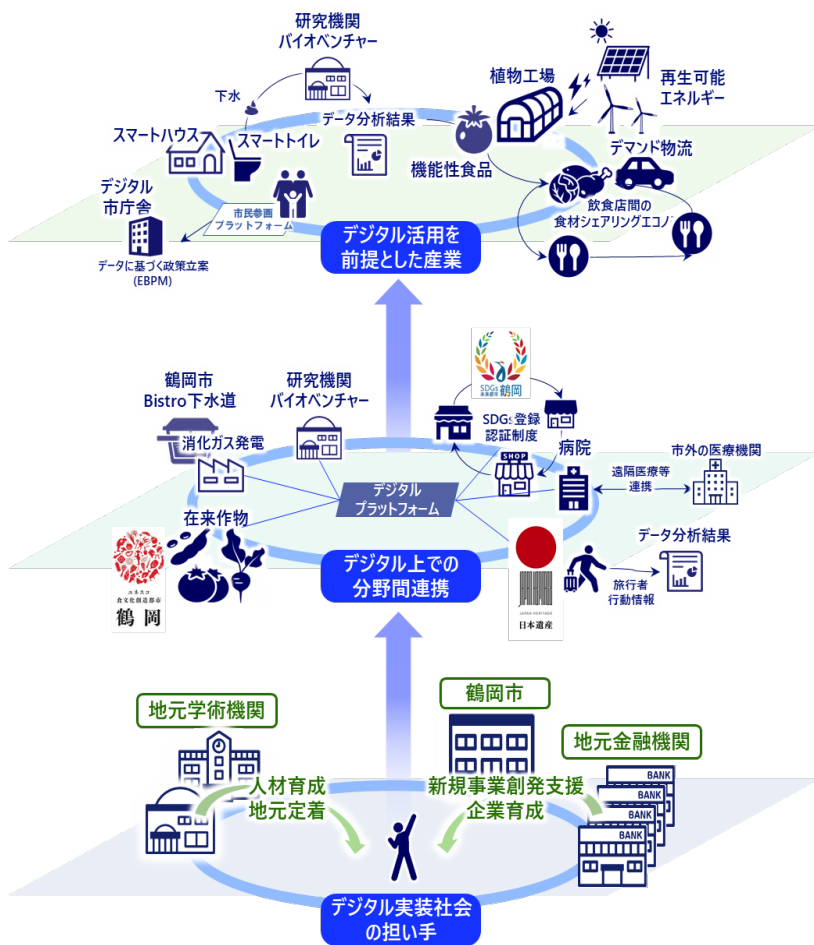 研究機関
バイオベンチャー
下水
スマートハウス
スマートトイレ
データ分析結果
植物工場
再生可能
エネルギー
機能性食品
デマンド物流
デジタル
市庁舎
市民参画
プラットフォーム
飲食店間の
食材シェアリングエコノ
データに基づく政策立案
(EBPM)
デジタル活用を
前提とした産業
鶴岡市
Bistro下水道
消化ガス発電
研究機関
バイオベンチャー
SDGs
未来都市
鶴岡
SDGs登録
認証制度
SHOP
病院
市外の医療機関
遠隔医療等
連携
デジタル
プラットフォーム
在来作物
ユネスコ
食文化創造都市
鶴岡
JAPAN HERITAGE
日本遺産
データ分析結果
旅行者
行動情報
デジタル上での
分野間連携
地元学術機関
鶴岡市
地元金融機関
人材育成
地元定着
新規事業創発支援
企業育成
BANK
BANK
BANK
BANK
デジタル実装社会
の担い手